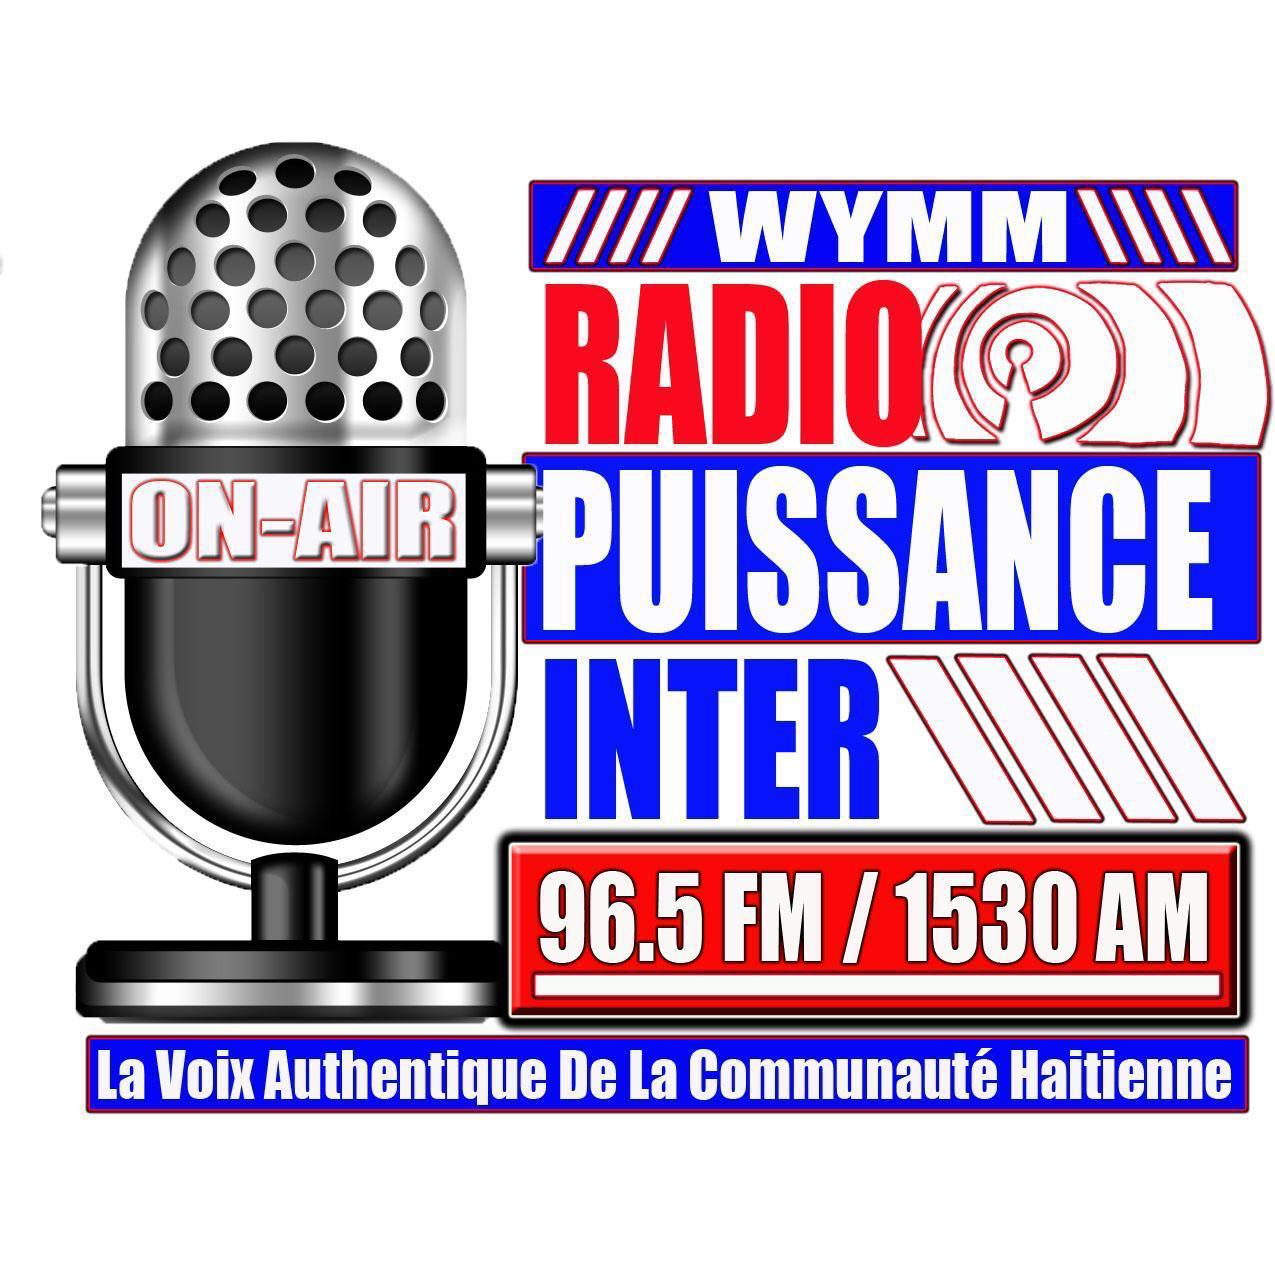 WYMM
RADIO
ON-AIR
PUISSANCE
INTER
96.5 FM / 1530 AM
La Voix Authentique De La Communauté Haitienne